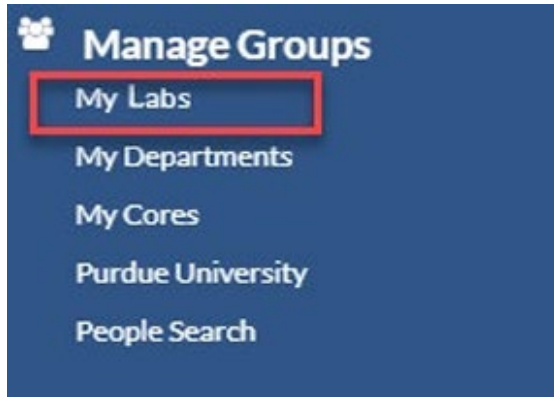 Manage Groups
My Labs
My Departments
My Cores
Purdue University
People Search